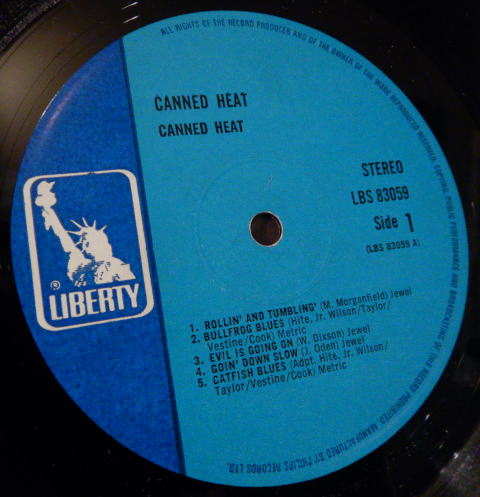 ALL RIGHTS OF THE RECORD PRODUCER AND OF THE OWNER OF THE WORK REPRODUCED RESERVED. COPYING, PUBLIC PERFORMANCE AND BROADCASTING OF THIS RECORD PROHIBITED. MANUFACTURED BY PHILIPS RECORDS LTD.
CANNED HEAT
CANNED HEAT
STEREO
LBS 83059
Side 1
(LBS 83059 A)
® LIBERTY
1. ROLLIN' AND TUMBLING' (M. Morganfield) Jewel
2. BULLFROG BLUES (Hite, Jr. Wilson/Taylor/
Vestine/Cook) Metric
3. EVIL IS GOING ON (W. Dixson) Jewel
4. GOIN' DOWN SLOW (J. Oden) Jewel
5. CATFISH BLUES (Adpt. Hite, Jr. Wilson/
Taylor/Vestine/Cook) Metric